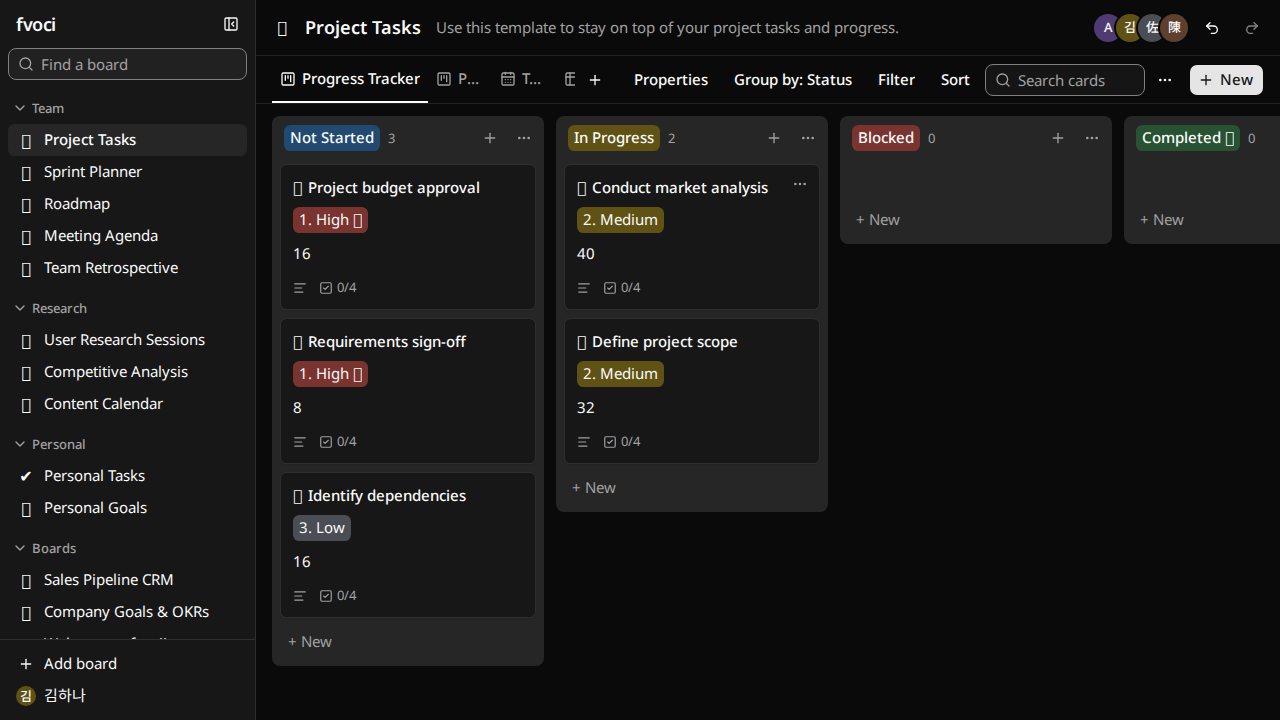 fvoci
Find a board
Team
Project Tasks
Sprint Planner
Roadmap
Meeting Agenda
Team Retrospective
Research
User Research Sessions
Competitive Analysis
Content Calendar
Personal
Personal Tasks
Personal Goals
Boards
Sales Pipeline CRM
Company Goals & OKRs
Add board
김 김하나
Project Tasks Use this template to stay on top of your project tasks and progress.
A 김 佐 陳
Progress Tracker P... T... Properties Group by: Status Filter Sort Search cards New
Not Started 3
Project budget approval
1. High
16
0/4
Requirements sign-off
1. High
8
0/4
Identify dependencies
3. Low
16
0/4
+ New
In Progress 2
Conduct market analysis
2. Medium
40
0/4
Define project scope
2. Medium
32
0/4
+ New
Blocked 0
+ New
Completed 0
+ New